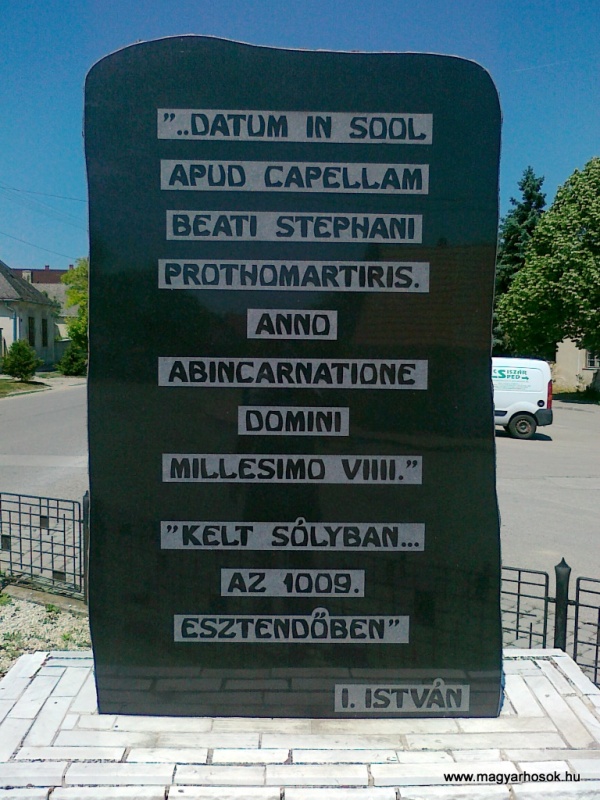 "..DATUM IN SOOL
APUD CAPELLAM
BEATI STEPHANI
PROTHOMARTIRIS.
ANNO
ABINCARNATIONE
DOMINI
MILLESIMO VIIII."
"KELT SÓLYBAN...
AZ 1009.
ESZTENDŐBEN"
I. ISTVÁN
www.magyarhosok.hu